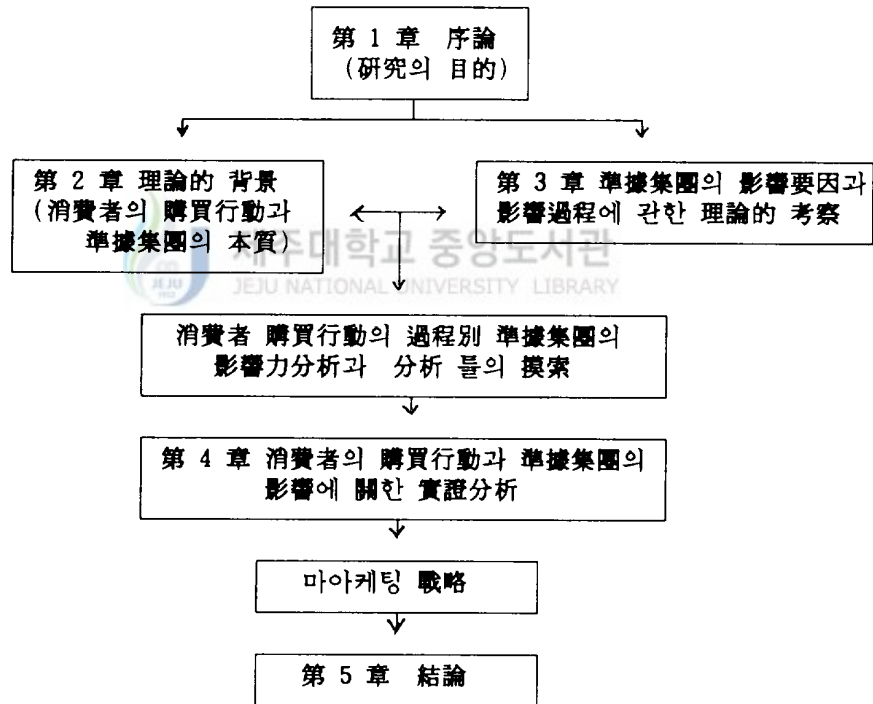 第 1 章 序論
(研究의 目的)
第 2 章 理論的 背景
(消費者의 購買行動과
準據集團의 本質)
第 3 章 準據集團의 影響要因과
影響過程에 관한 理論的 考察
제주대학교 중앙도서관
JEJU NATIONAL UNIVERSITY LIBRARY
JEJU
1952
消費者 購買行動의 過程別 準據集團의
影響力分析과 分析 틀의 摸索
第 4 章 消費者의 購買行動과 準據集團의
影響에 關한 實證分析
마아케팅 戰略
第 5 章 結論